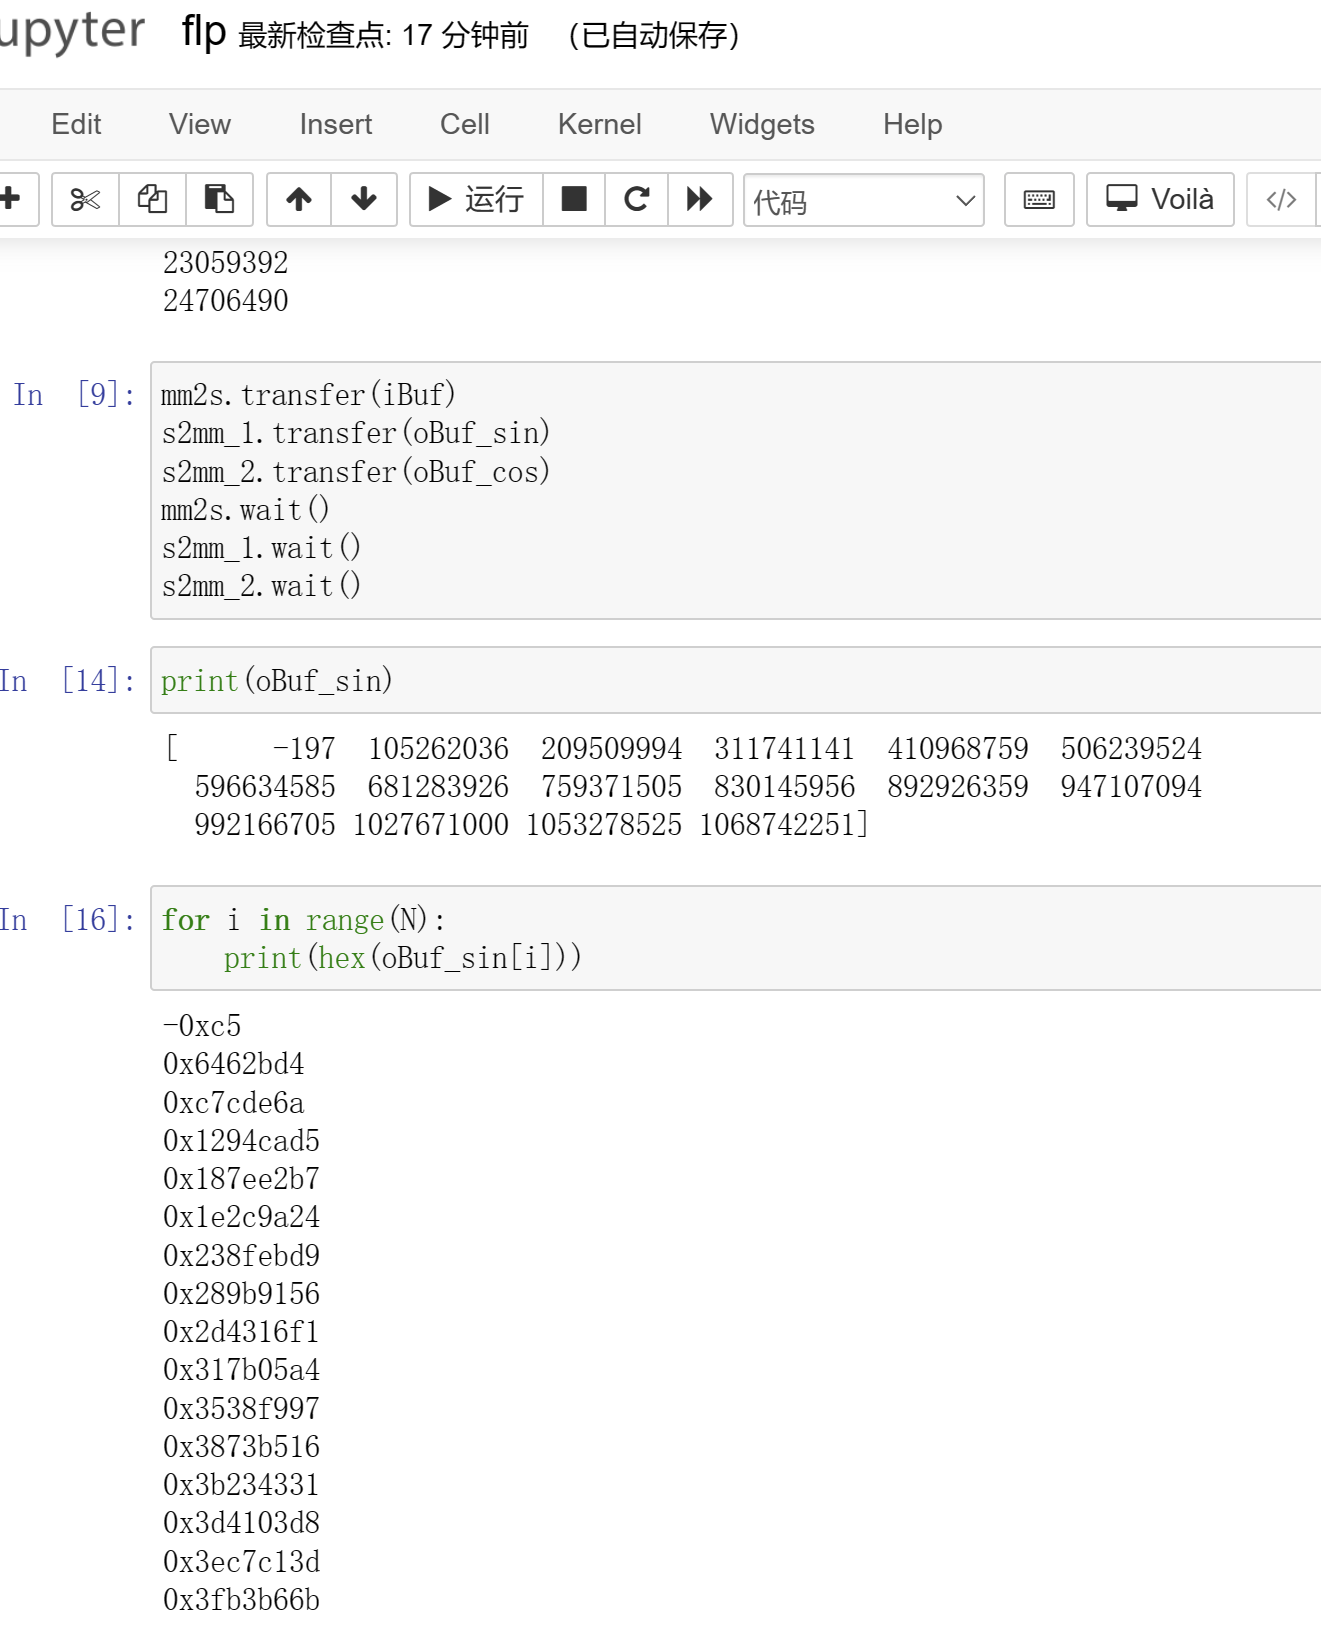 upyter flp 最新检查点: 17 分钟前 (已自动保存)
Edit View Insert Cell Kernel Widgets Help
运行 代码 Voilà </>
23059392
24706490
In [9]: mm2s.transfer(iBuf)
s2mm_1.transfer(oBuf_sin)
s2mm_2.transfer(oBuf_cos)
mm2s.wait()
s2mm_1.wait()
s2mm_2.wait()
In [14]: print(oBuf_sin)
[ -197 105262036 209509994 311741141 410968759 506239524
596634585 681283926 759371505 830145956 892926359 947107094
992166705 1027671000 1053278525 1068742251]
In [16]: for i in range(N):
print(hex(oBuf_sin[i]))
-0xc5
0x6462bd4
0xc7cde6a
0x1294cad5
0x187ee2b7
0x1e2c9a24
0x238febd9
0x289b9156
0x2d4316f1
0x317b05a4
0x3538f997
0x3873b516
0x3b234331
0x3d4103d8
0x3ec7c13d
0x3fb3b66b